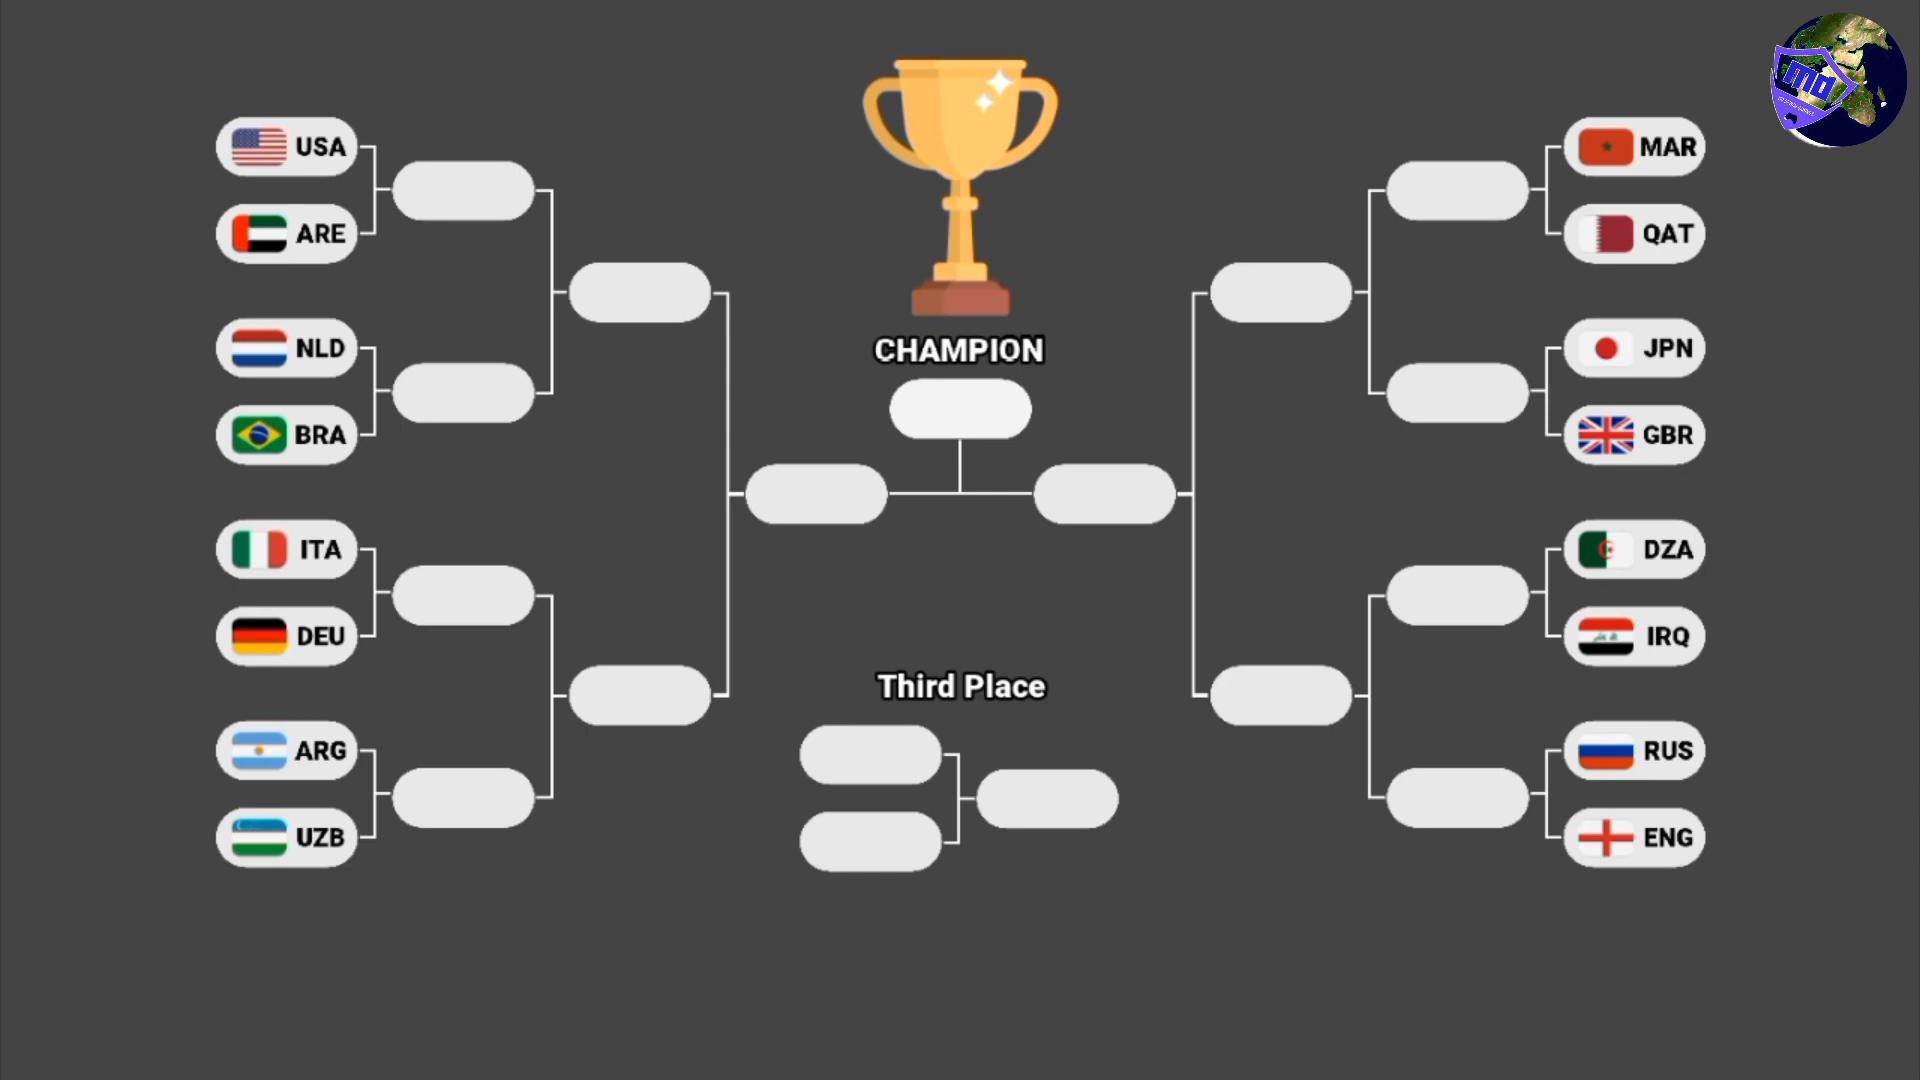 USA
ARE
NLD
BRA
ITA
DEU
ARG
UZB
CHAMPION
Third Place
MAR
QAT
JPN
GBR
DZA
IRQ
RUS
ENG